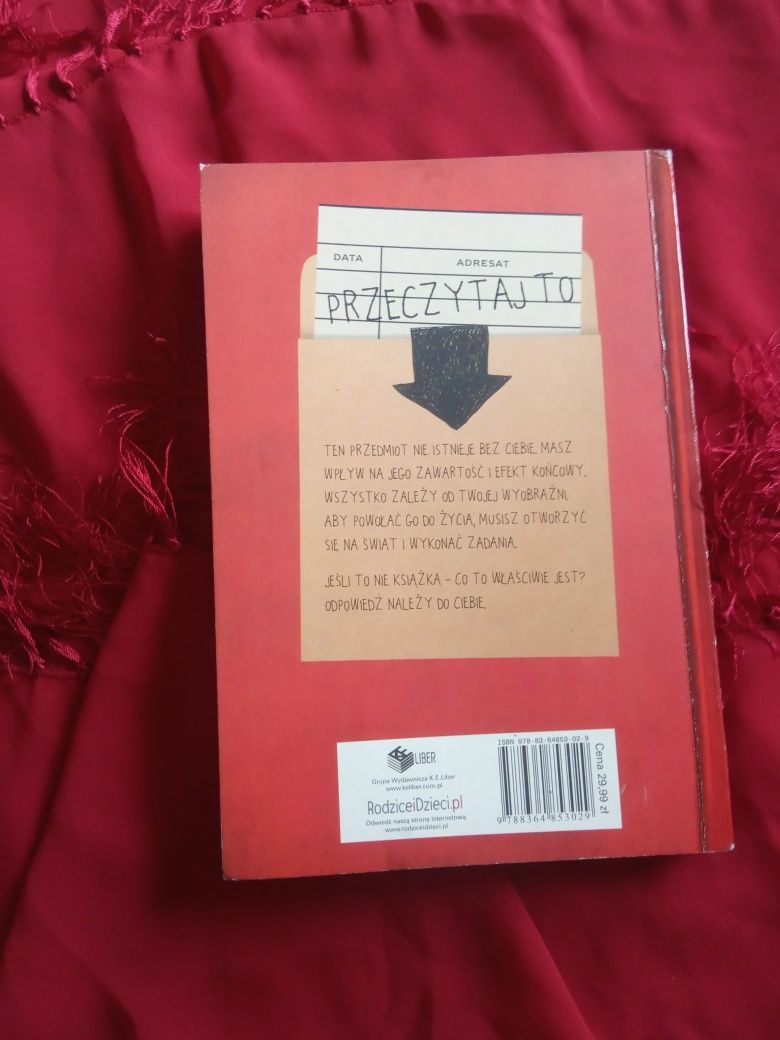 DATA
ADRESAT
PRZECZYTAJ TO
TEN PRZEDMIOT NIE ISTNIEJE BEZ CIEBIE. MASZ
WPŁYW NA JEGO ZAWARTOŚĆ I EFEKT KOŃCOWY.
WSZYSTKO ZALEŻY OD TWOJEJ WYOBRAŹNI.
ABY POWOŁAĆ GO DO ŻYCIA, MUSISZ OTWORZYĆ
SIĘ NA ŚWIAT I WYKONAĆ ZADANIA.
JEŚLI TO NIE KSIĄŻKA – CO TO WŁAŚCIWIE JEST?
ODPOWIEDŹ NALEŻY DO CIEBIE.
LIBER
Grupa Wydawnicza K.E.Liber
www.keliber.com.pl
RodziceiDzieci.pl
Odwiedź naszą stronę internetową
www.rodziceidzieci.pl
ISBN 978-83-64853-02-9
9 788364 853029
Cena 29,99 zł